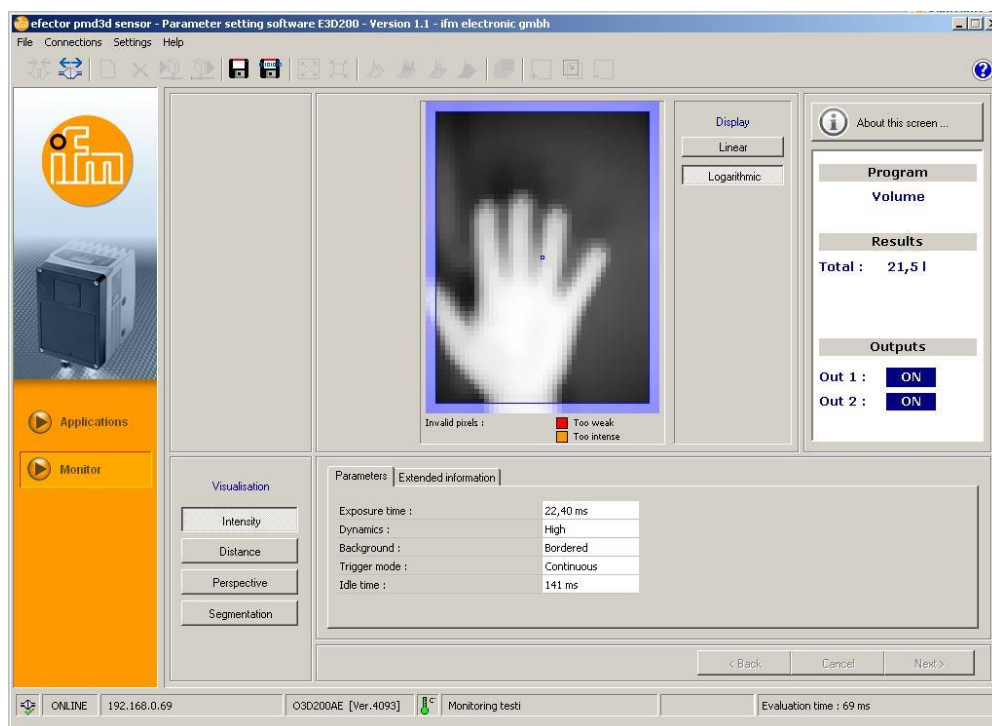 efector pmd3d sensor - Parameter setting software E3D200 - Version 1.1 - ifm electronic gmbh
File Connections Settings Help
ifm
Display
Linear
Logarithmic
About this screen ...
Program
Volume
Results
Total : 21,5 l
Outputs
Out 1 : ON
Out 2 : ON
Invalid pixels : Too weak
Too intense
Applications
Monitor
Visualisation
Intensity
Distance
Perspective
Segmentation
Parameters Extended information
Exposure time : 22,40 ms
Dynamics : High
Background : Bordered
Trigger mode : Continuous
Idle time : 141 ms
< Back Cancel Next >
ONLINE 192.168.0.69 O3D200AE [Ver.4093] Monitoring testi Evaluation time : 69 ms